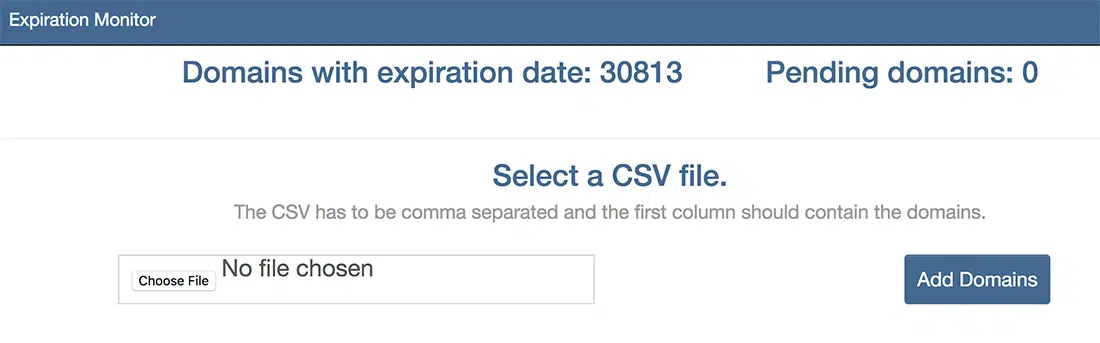 Expiration Monitor
Domains with expiration date: 30813 Pending domains: 0
Select a CSV file.
The CSV has to be comma separated and the first column should contain the domains.
Choose File No file chosen
Add Domains